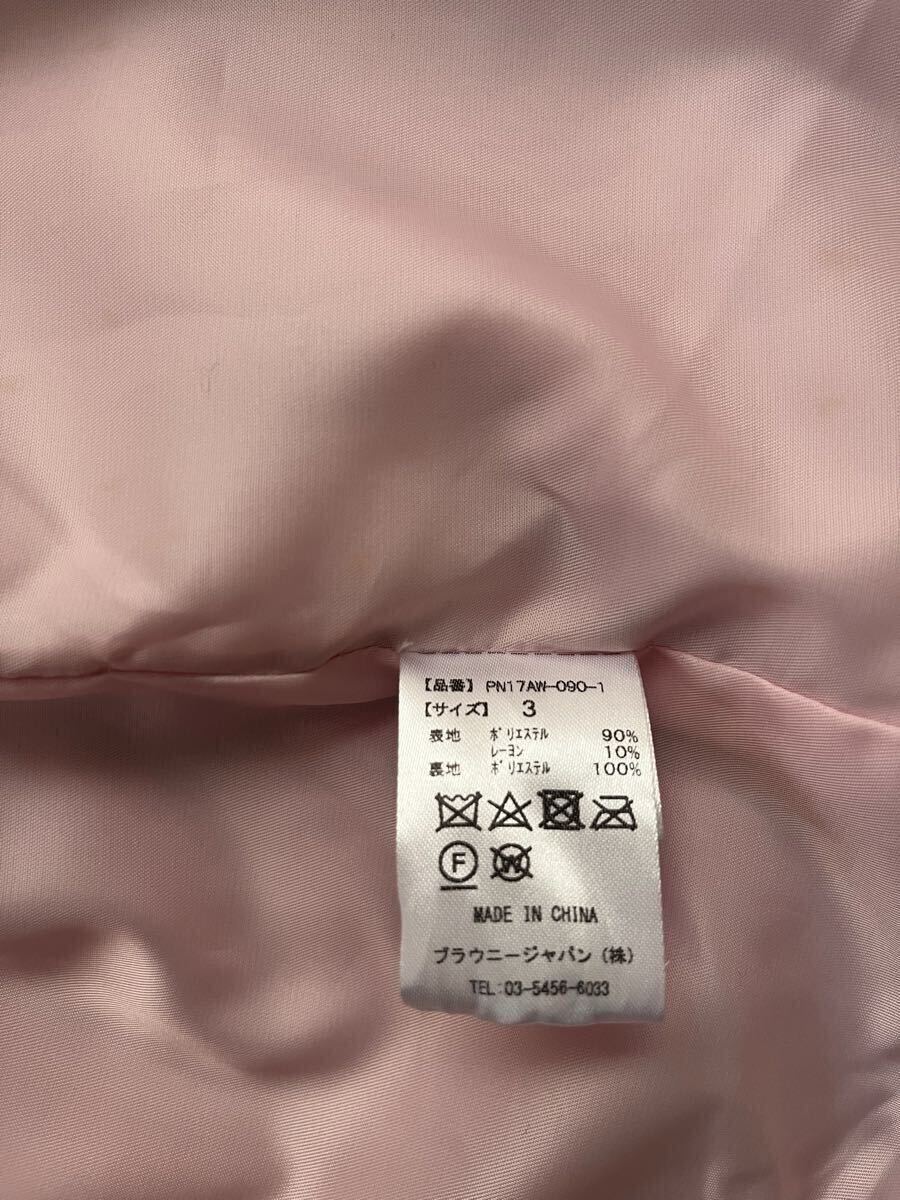 【品番】 PN17AW-090-1
【サイズ】 3
表地 ポリエステル 90%
レーヨン 10%
裏地 ポリエステル 100%
F W
MADE IN CHINA
ブラウニージャパン(株)
TEL:03-5456-6033